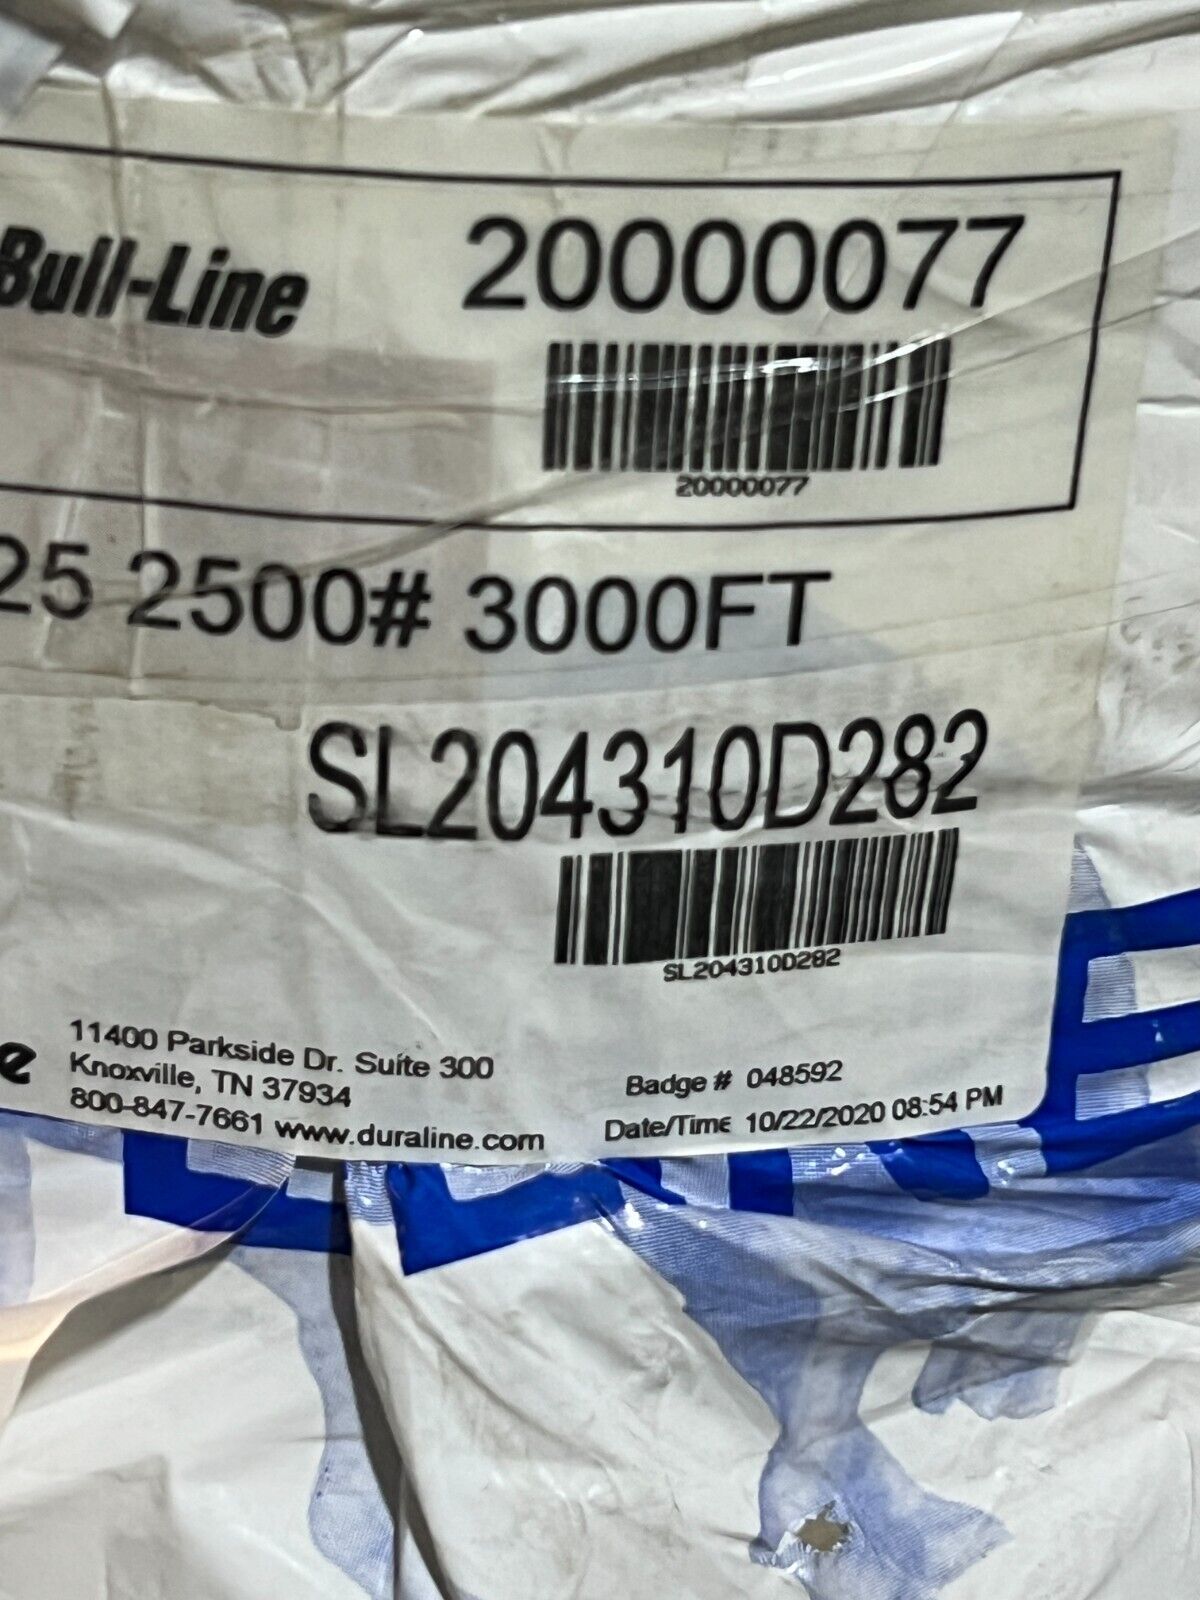 Bull-Line
20000077
20000077
25 2500# 3000FT
SL204310D282
SL204310D282
11400 Parkside Dr. Suite 300
Knoxville, TN 37934
800-847-7661 www.duraline.com
Badge # 048592
Date/Time 10/22/2020 08:54 PM